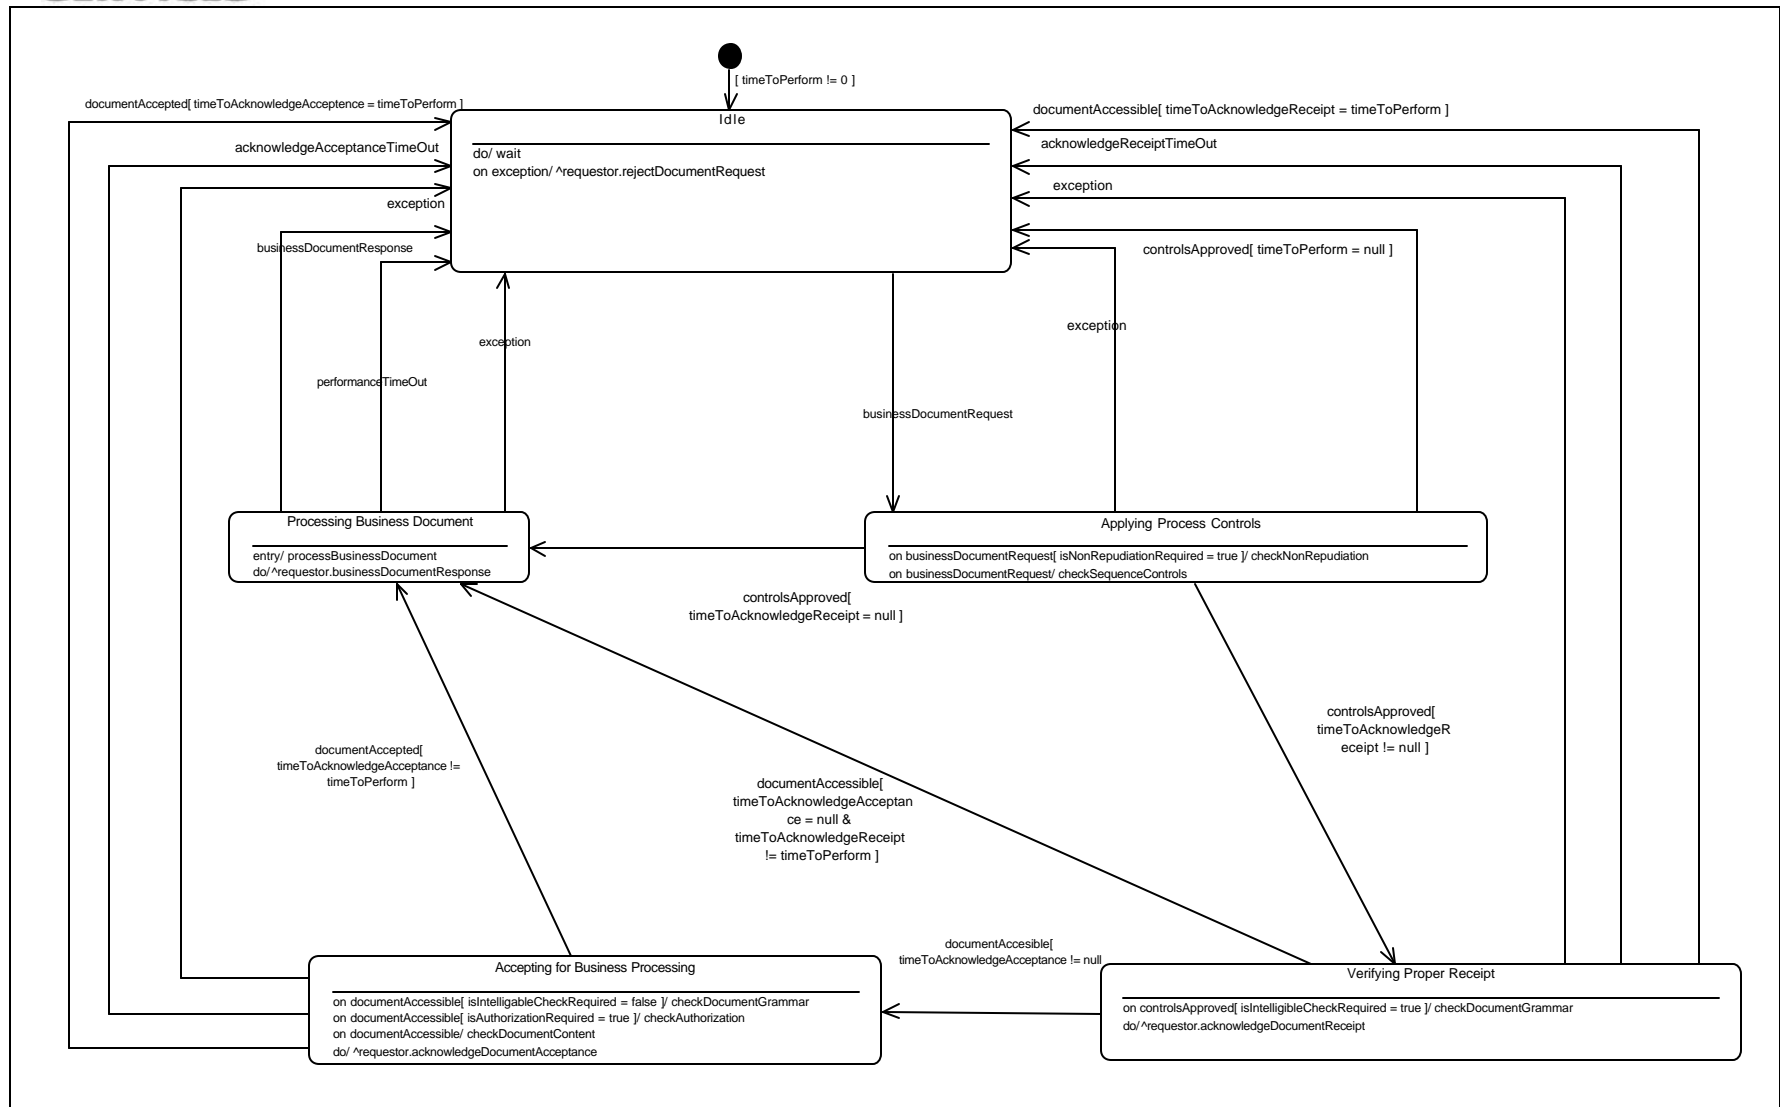 [ timeToPerform != 0 ]
documentAccepted[ timeToAcknowledgeAcceptence = timeToPerform ]
documentAccessible[ timeToAcknowledgeReceipt = timeToPerform ]
Idle
acknowledgeAcceptanceTimeOut
acknowledgeReceiptTimeOut
do/ wait
on exception/ ^requestor.rejectDocumentRequest
exception
exception
businessDocumentResponse
controlsApproved[ timeToPerform = null ]
exception
exception
performanceTimeOut
businessDocumentRequest
Processing Business Document
entry/ processBusinessDocument
do/ ^requestor.businessDocumentResponse
Applying Process Controls
on businessDocumentRequest[ isNonRepudiationRequired = true ]/ checkNonRepudiation
on businessDocumentRequest/ checkSequenceControls
controlsApproved[
timeToAcknowledgeReceipt = null ]
controlsApproved[
timeToAcknowledgeR
eceipt != null ]
documentAccepted[
timeToAcknowledgeAcceptance !=
timeToPerform ]
documentAccessible[
timeToAcknowledgeAcceptan
ce = null &
timeToAcknowledgeReceipt
!= timeToPerform ]
documentAccesible[
timeToAcknowledgeAcceptance != null
Accepting for Business Processing
on documentAccessible[ isIntelligableCheckRequired = false ]/ checkDocumentGrammar
on documentAccessible[ isAuthorizationRequired = true ]/ checkAuthorization
on documentAccessible/ checkDocumentContent
do/ ^requestor.acknowledgeDocumentAcceptance
Verifying Proper Receipt
on controlsApproved[ isIntelligibleCheckRequired = true ]/ checkDocumentGrammar
do/ ^requestor.acknowledgeDocumentReceipt